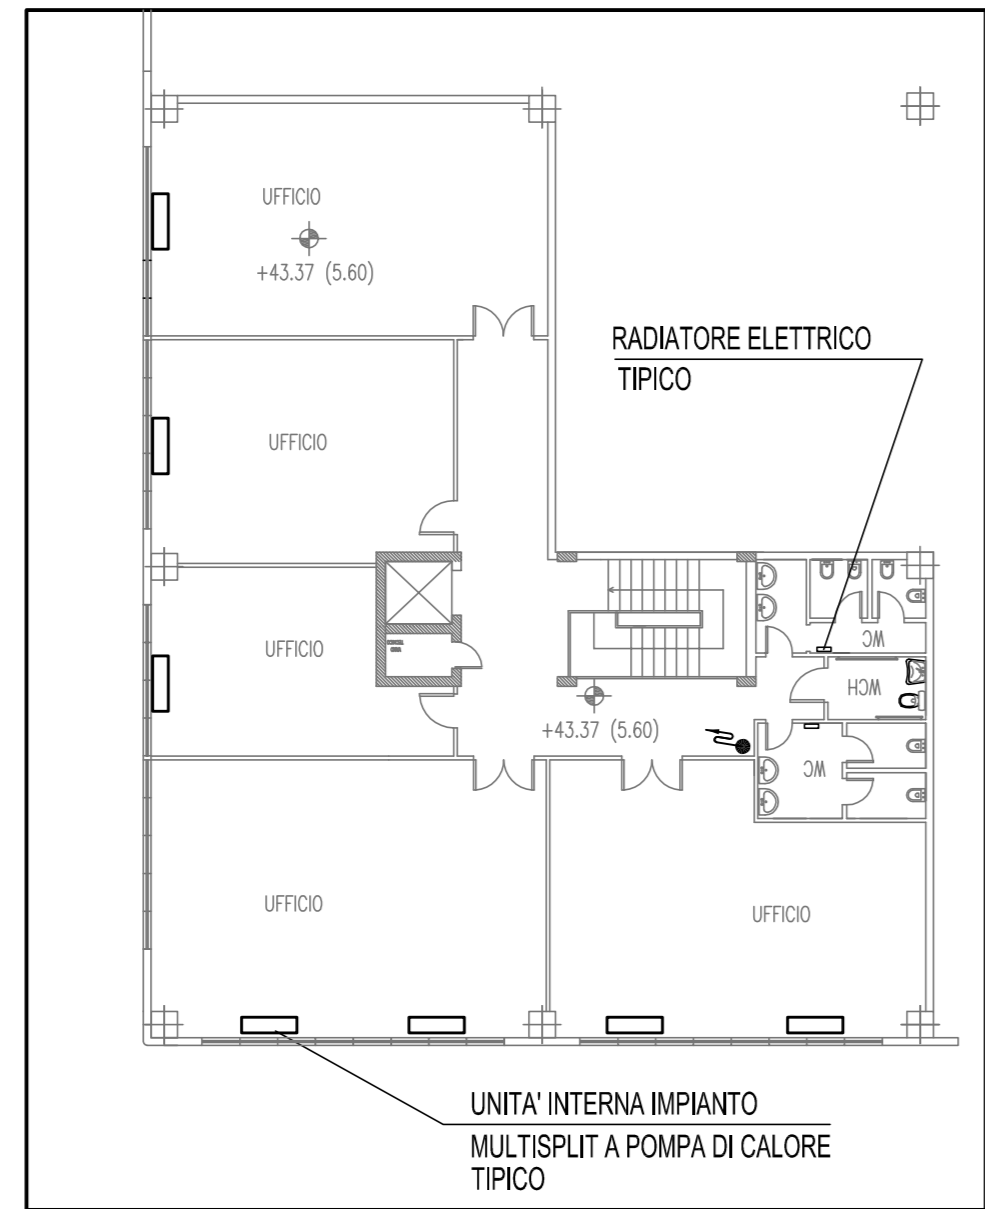 UFFICIO
+43.37 (5.60)
RADIATORE ELETTRICO
TIPICO
UFFICIO
UFFICIO
WC
WCH
+43.37 (5.60)
WC
UFFICIO
UFFICIO
UNITA' INTERNA IMPIANTO
MULTISPLIT A POMPA DI CALORE
TIPICO